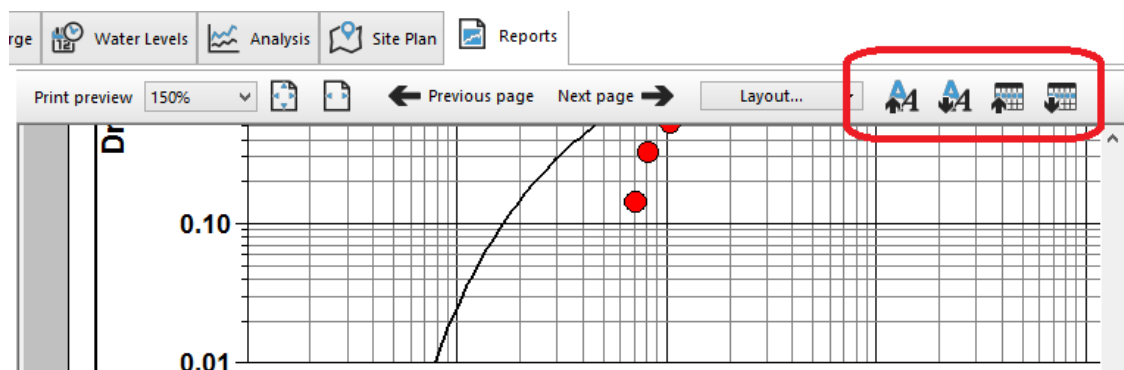 rge Water Levels Analysis Site Plan Reports
Print preview 150% Previous page Next page Layout...
0.10
0.01